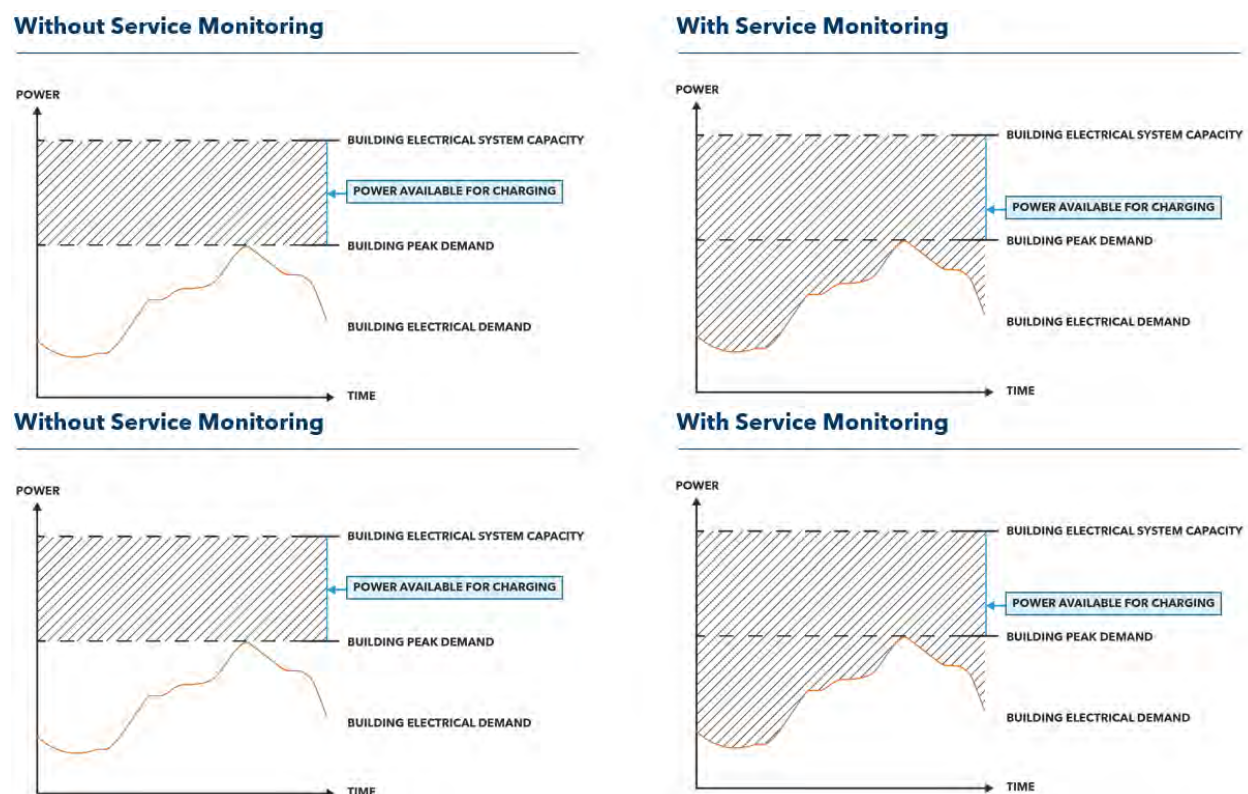 Without Service Monitoring
With Service Monitoring
POWER
BUILDING ELECTRICAL SYSTEM CAPACITY
POWER AVAILABLE FOR CHARGING
BUILDING PEAK DEMAND
BUILDING ELECTRICAL DEMAND
TIME
POWER
BUILDING ELECTRICAL SYSTEM CAPACITY
POWER AVAILABLE FOR CHARGING
BUILDING PEAK DEMAND
BUILDING ELECTRICAL DEMAND
TIME
Without Service Monitoring
With Service Monitoring
POWER
BUILDING ELECTRICAL SYSTEM CAPACITY
POWER AVAILABLE FOR CHARGING
BUILDING PEAK DEMAND
BUILDING ELECTRICAL DEMAND
TIME
POWER
BUILDING ELECTRICAL SYSTEM CAPACITY
POWER AVAILABLE FOR CHARGING
BUILDING PEAK DEMAND
BUILDING ELECTRICAL DEMAND
TIME